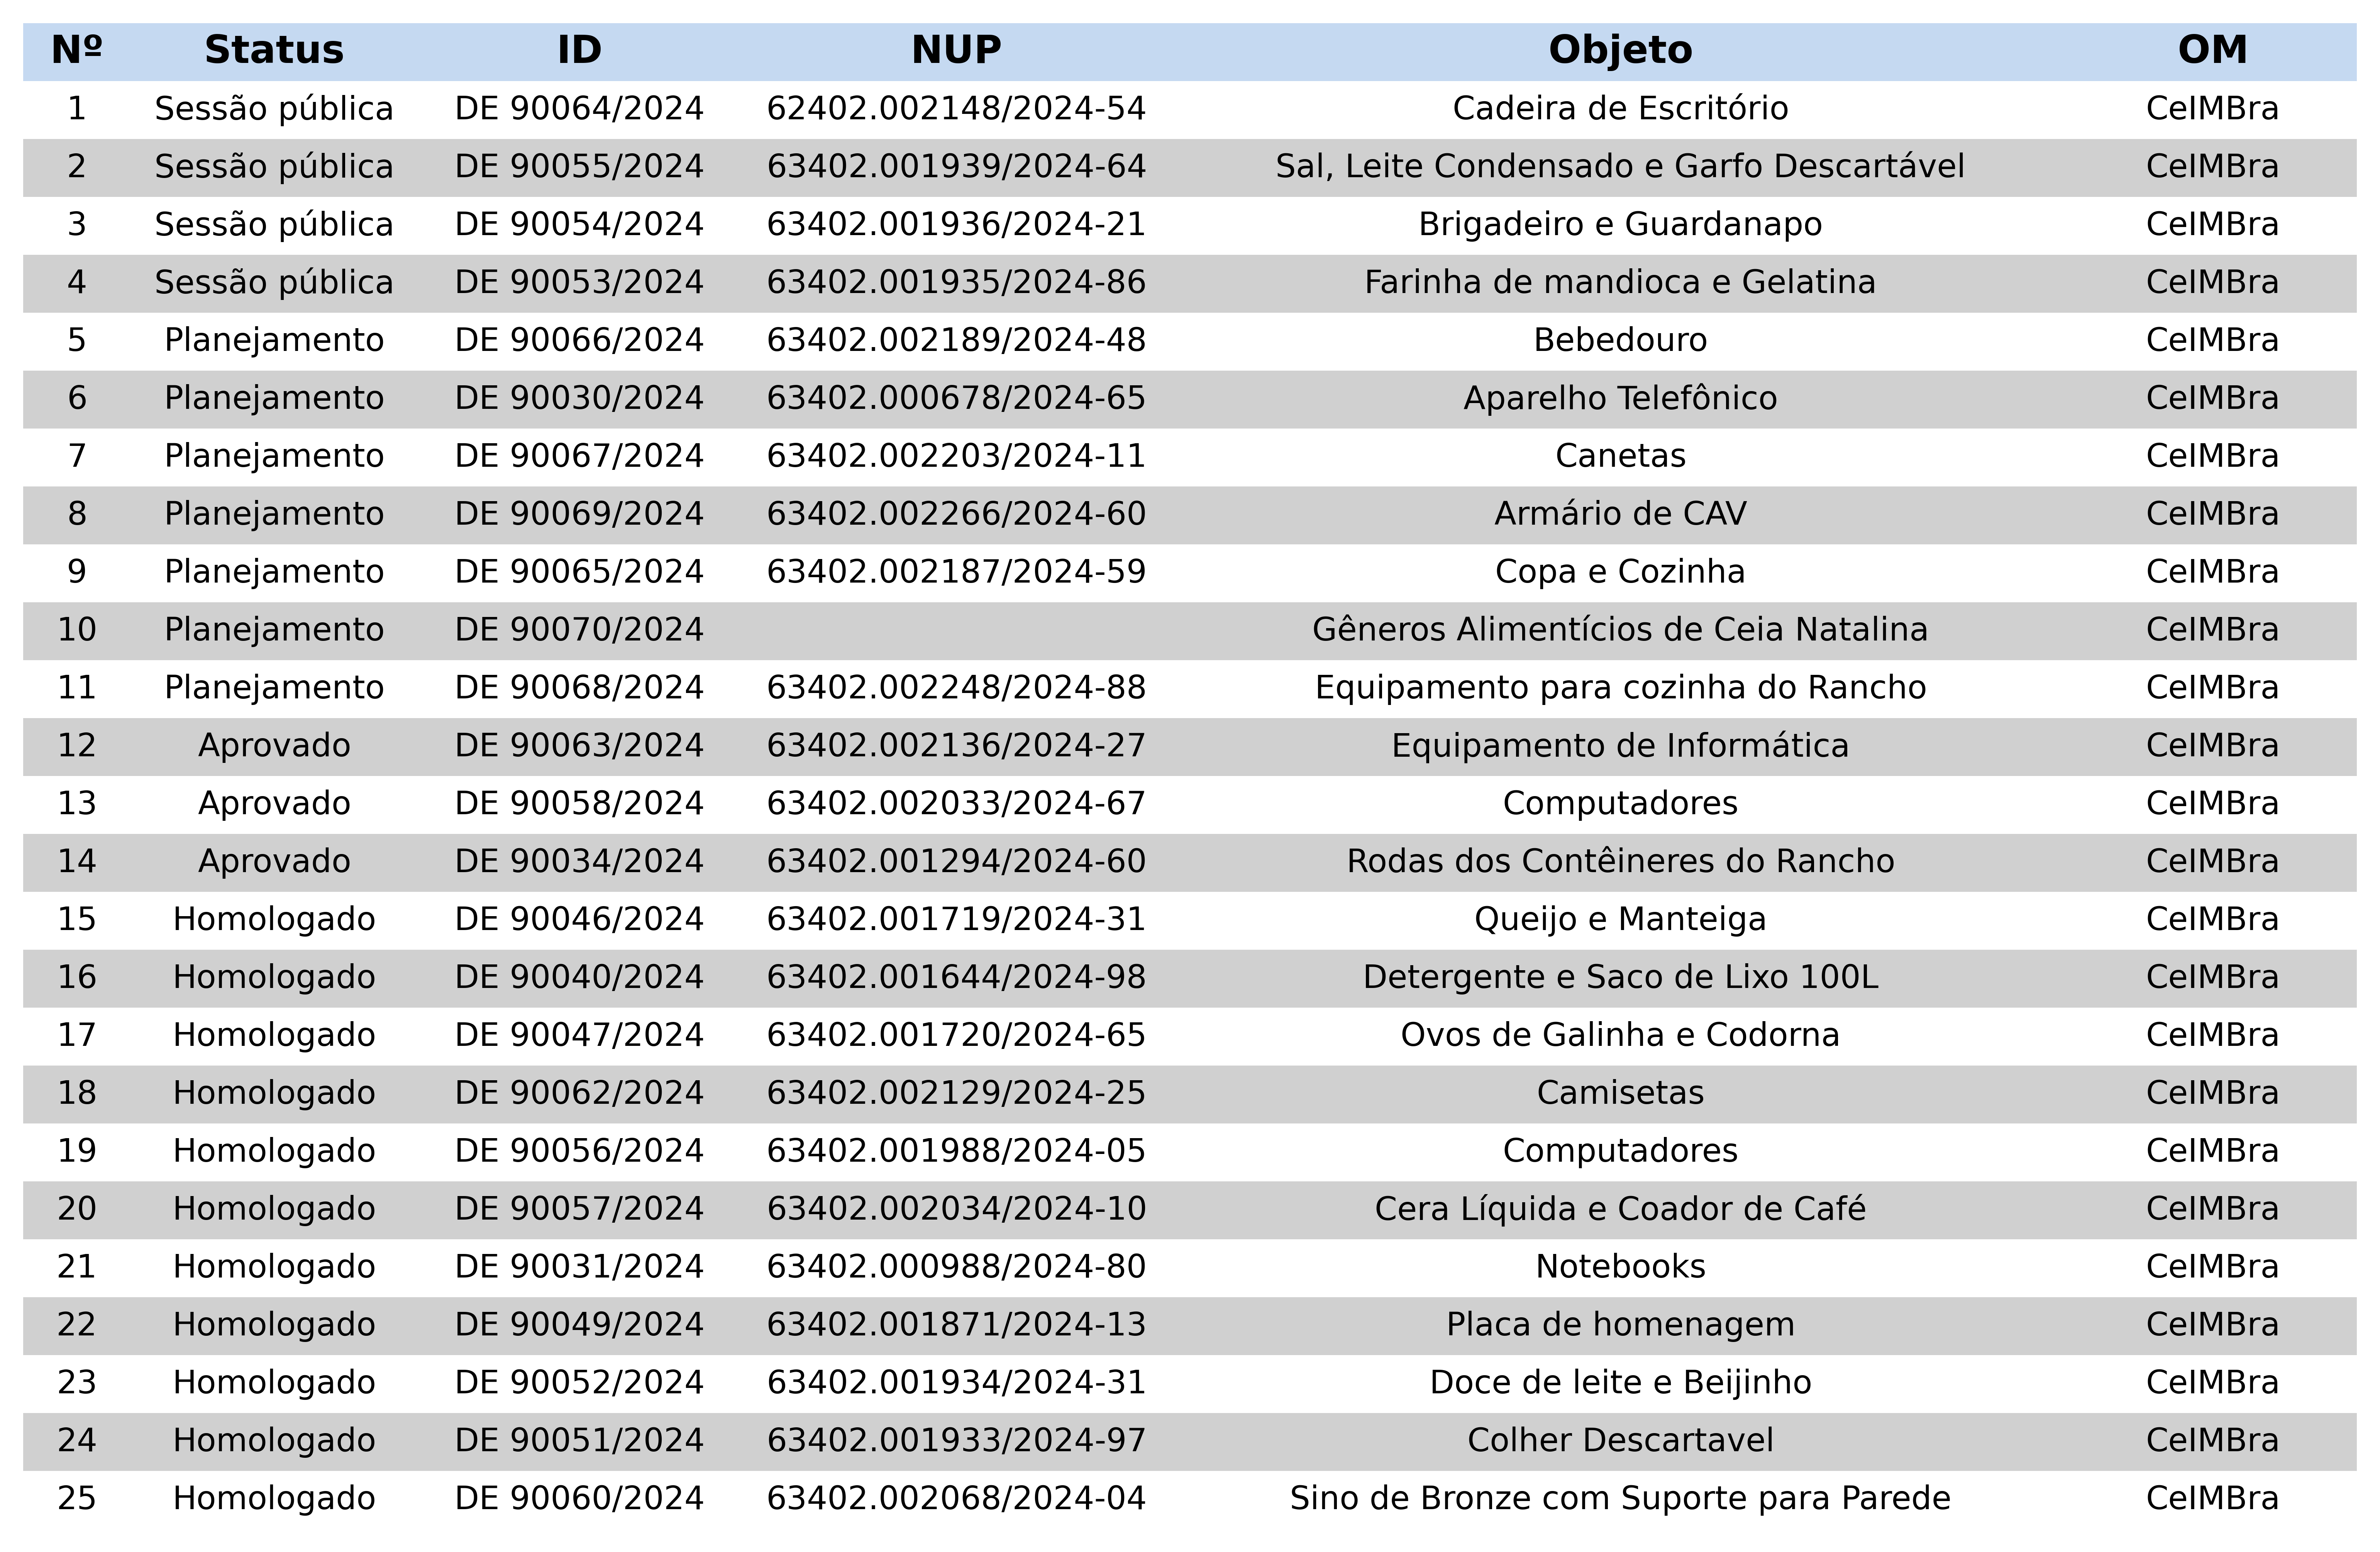 Nº Status ID NUP Objeto OM
1 Sessão pública DE 90064/2024 62402.002148/2024-54 Cadeira de Escritório CeIMBra
2 Sessão pública DE 90055/2024 63402.001939/2024-64 Sal, Leite Condensado e Garfo Descartável CeIMBra
3 Sessão pública DE 90054/2024 63402.001936/2024-21 Brigadeiro e Guardanapo CeIMBra
4 Sessão pública DE 90053/2024 63402.001935/2024-86 Farinha de mandioca e Gelatina CeIMBra
5 Planejamento DE 90066/2024 63402.002189/2024-48 Bebedouro CeIMBra
6 Planejamento DE 90030/2024 63402.000678/2024-65 Aparelho Telefônico CeIMBra
7 Planejamento DE 90067/2024 63402.002203/2024-11 Canetas CeIMBra
8 Planejamento DE 90069/2024 63402.002266/2024-60 Armário de CAV CeIMBra
9 Planejamento DE 90065/2024 63402.002187/2024-59 Copa e Cozinha CeIMBra
10 Planejamento DE 90070/2024 Gêneros Alimentícios de Ceia Natalina CeIMBra
11 Planejamento DE 90068/2024 63402.002248/2024-88 Equipamento para cozinha do Rancho CeIMBra
12 Aprovado DE 90063/2024 63402.002136/2024-27 Equipamento de Informática CeIMBra
13 Aprovado DE 90058/2024 63402.002033/2024-67 Computadores CeIMBra
14 Aprovado DE 90034/2024 63402.001294/2024-60 Rodas dos Contêineres do Rancho CeIMBra
15 Homologado DE 90046/2024 63402.001719/2024-31 Queijo e Manteiga CeIMBra
16 Homologado DE 90040/2024 63402.001644/2024-98 Detergente e Saco de Lixo 100L CeIMBra
17 Homologado DE 90047/2024 63402.001720/2024-65 Ovos de Galinha e Codorna CeIMBra
18 Homologado DE 90062/2024 63402.002129/2024-25 Camisetas CeIMBra
19 Homologado DE 90056/2024 63402.001988/2024-05 Computadores CeIMBra
20 Homologado DE 90057/2024 63402.002034/2024-10 Cera Líquida e Coador de Café CeIMBra
21 Homologado DE 90031/2024 63402.000988/2024-80 Notebooks CeIMBra
22 Homologado DE 90049/2024 63402.001871/2024-13 Placa de homenagem CeIMBra
23 Homologado DE 90052/2024 63402.001934/2024-31 Doce de leite e Beijinho CeIMBra
24 Homologado DE 90051/2024 63402.001933/2024-97 Colher Descartavel CeIMBra
25 Homologado DE 90060/2024 63402.002068/2024-04 Sino de Bronze com Suporte para Parede CeIMBra